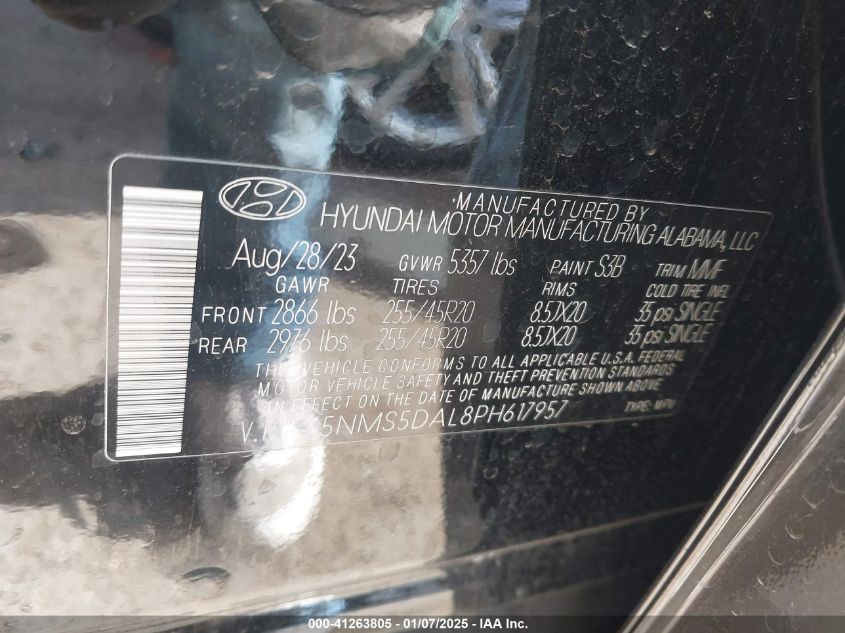 MANUFACTURED BY
HYUNDAI MOTOR MANUFACTURING ALABAMA, LLC
Aug/28/23 GVWR 5357 lbs PAINT S3B TRIM MMF
GAWR TIRES RIMS COLD TIRE INFL
FRONT 2866 lbs 255/45R20 8.5JX20 35 psi SINGLE
REAR 2976 lbs 255/45R20 8.5JX20 35 psi SINGLE
THIS VEHICLE CONFORMS TO ALL APPLICABLE U.S.A. FEDERAL
MOTOR VEHICLE SAFETY AND THEFT PREVENTION STANDARDS
IN EFFECT ON THE DATE OF MANUFACTURE SHOWN ABOVE
5NMS5DAL8PH617957 TYPE: MPV
000-41263805 — 01/07/2025 — IAA Inc.